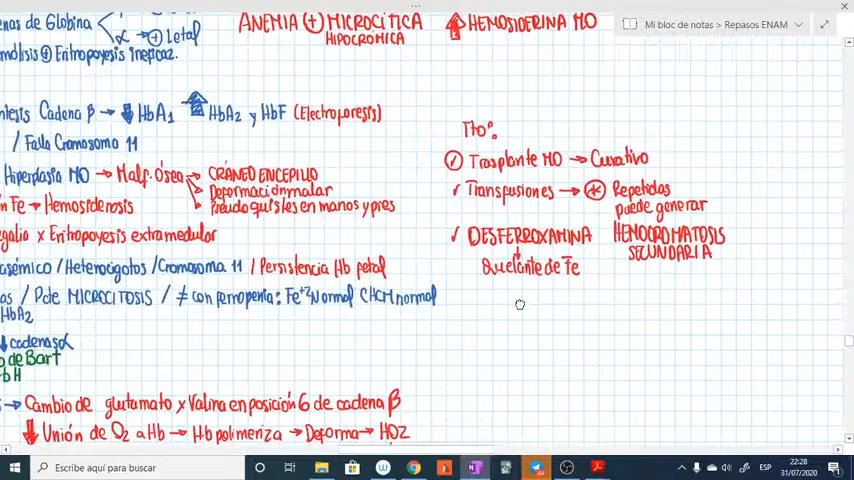 enas de Globina
α → ⊕ Letal
ANEMIA ⊕ MICROCÍTICA
HIPOCRÓMICA
HEMOSIDERINA MO
Mi bloc de notas » Repasos ENAM
ólisis ⊕ Eritropoyesis ineficaz.
ntesis Cadena β → ↓ HbA1 ↑ HbA2 y HbF (Electroforesis)
/ Falla Cromosoma 11
Hiperplasia MO → Malf. Ósea → CRÁNEO EN CEPILLO
Deformación malar
Pseudoquistes en manos y pies
n Fe → Hemosiderosis
egalia x Eritropoyesis extramedular
asémico / Heterocigotos / Cromosoma 11 / Persistencia Hb fetal
as / Pote MICROCITOSIS / ≠ con ferropenia: Fe+2 Normal CHCM normal
HbA2
↓ cadenas α
o de Bart
b H
Tto:
Trasplante MO → Curativo
Transfusiones → Repetidas
puede generar
HEMOCROMATOSIS
SECUNDARIA
DESFERROXAMINA
Quelante de Fe
→ Cambio de glutamato x Valina en posición 6 de cadena β
↓ Unión de O2 a Hb → Hb polimeriza → Deforma → HOZ
Escribe aquí para buscar
ESP
22:28
31/07/2020